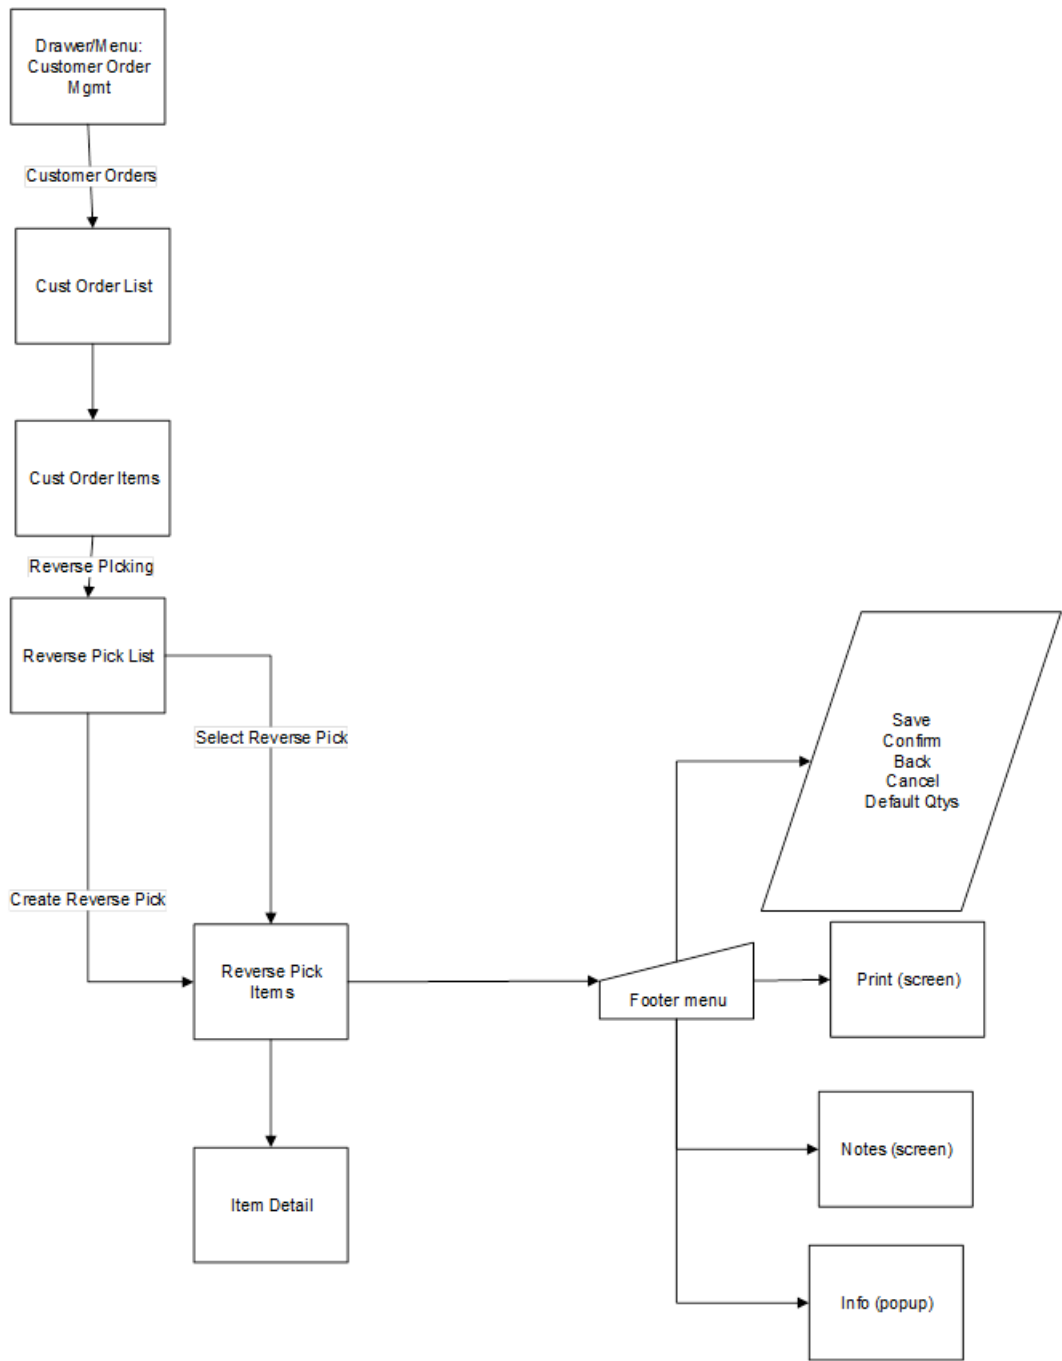 Drawer/Menu:
Customer Order
Mgmt
Customer Orders
Cust Order List
Cust Order Items
Reverse PIcking
Reverse Pick List
Select Reverse Pick
Create Reverse Pick
Reverse Pick
Items
Item Detail
Footer menu
Save
Confirm
Back
Cancel
Default Qtys
Print (screen)
Notes (screen)
Info (popup)